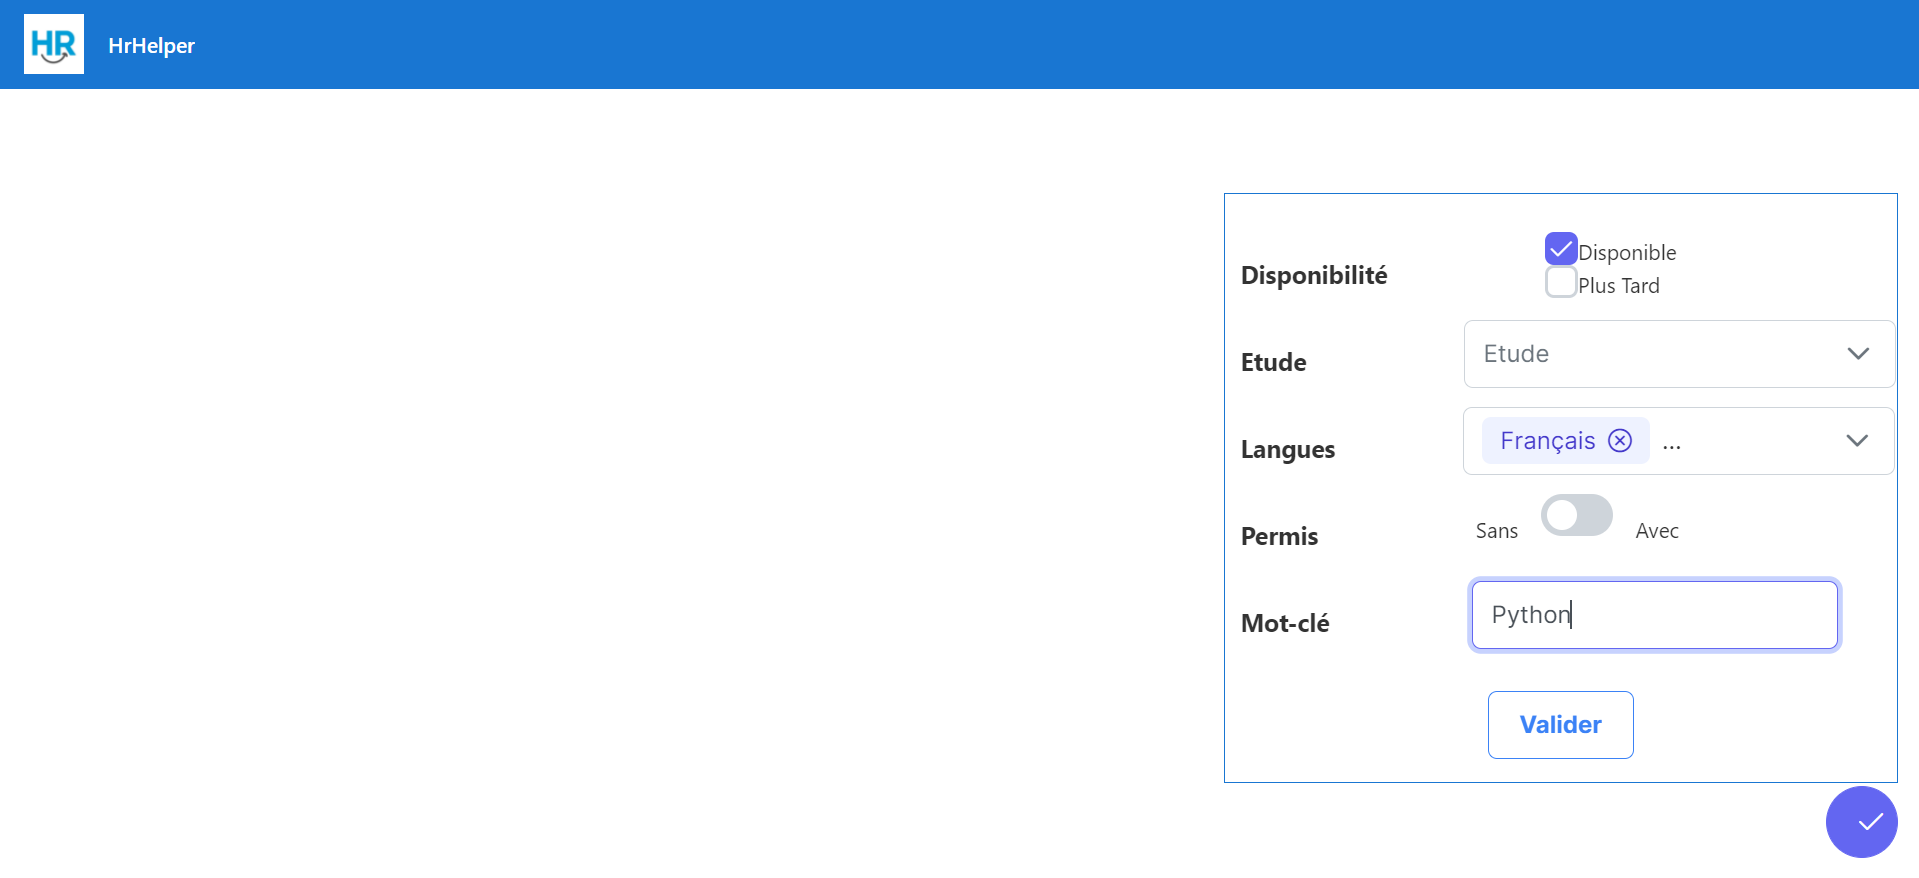 HR
HrHelper
Disponibilité
Disponible
Plus Tard
Etude
Etude
Langues
Français ...
Permis
Sans
Avec
Mot-clé
Python
Valider